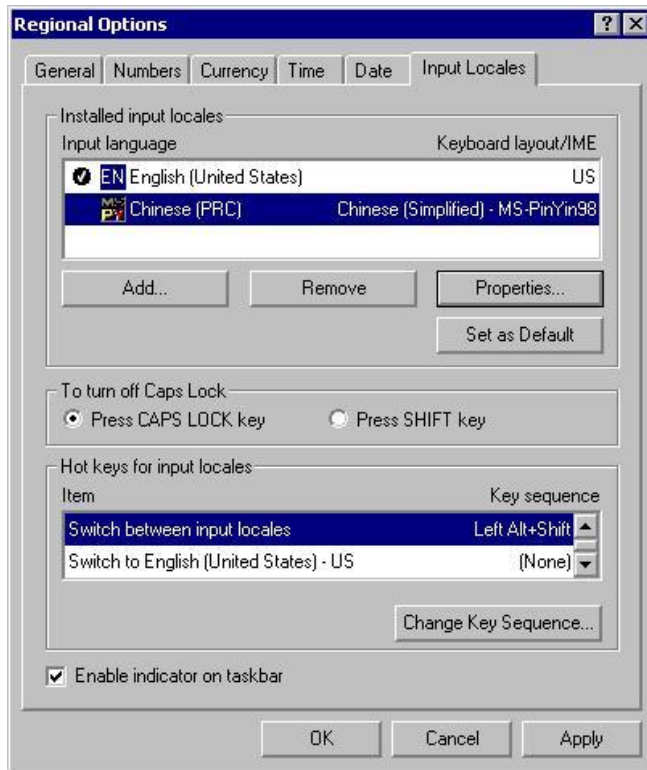 Regional Options
General Numbers Currency Time Date Input Locales
Installed input locales
Input language Keyboard layout/IME
EN English (United States) US
Chinese (PRC) Chinese (Simplified) - MS-PinYin98
Add... Remove Properties...
Set as Default
To turn off Caps Lock
Press CAPS LOCK key Press SHIFT key
Hot keys for input locales
Item Key sequence
Switch between input locales Left Alt+Shift
Switch to English (United States) - US (None)
Change Key Sequence...
Enable indicator on taskbar
OK Cancel Apply